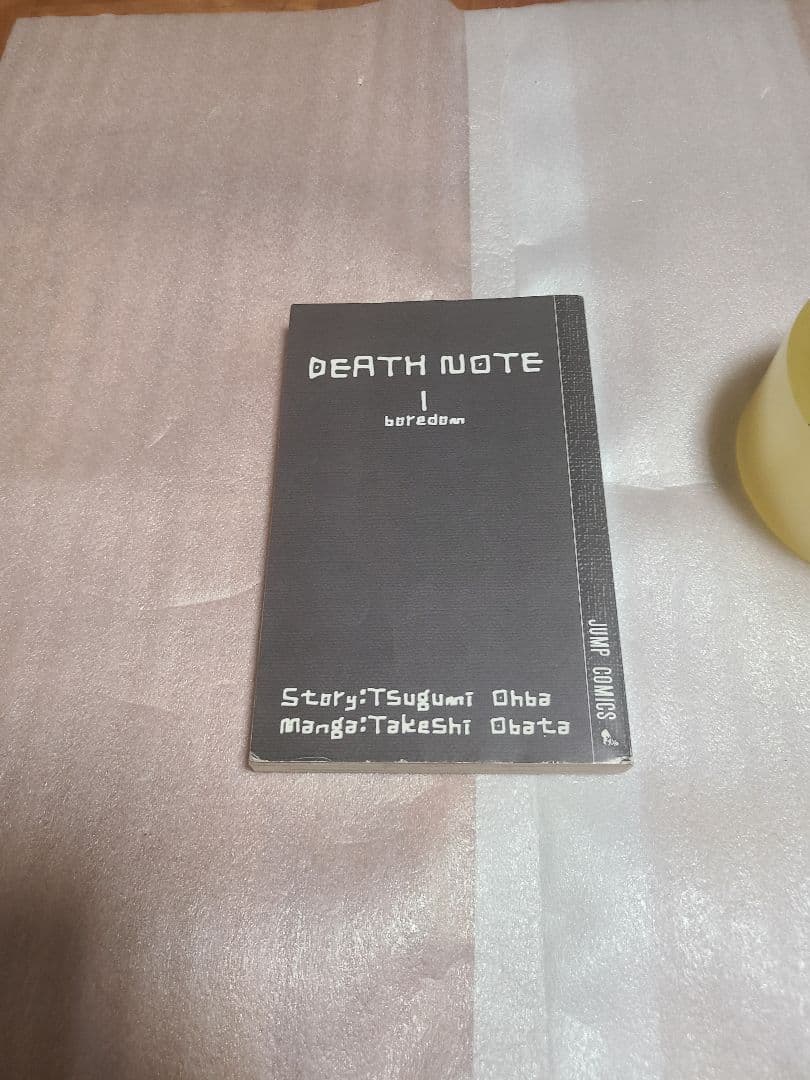 DEATH NOTE
1
boredom
Story:Tsugumi Ohba
Manga:Takeshi Obata
JUMP COMICS